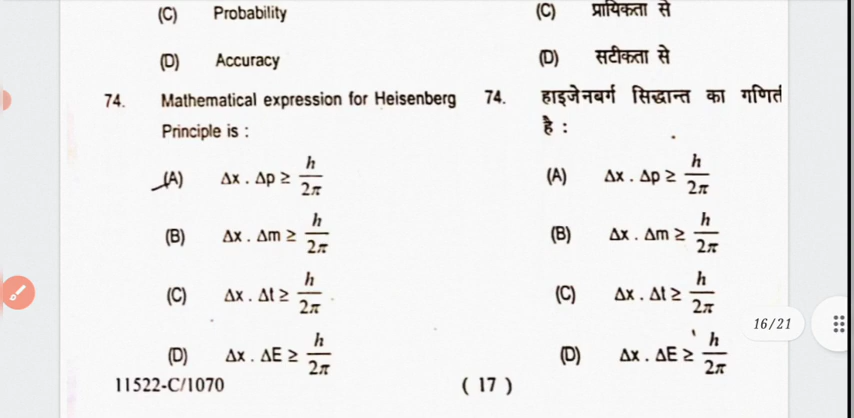 (C) Probability
(D) Accuracy
74. Mathematical expression for Heisenberg
Principle is :
(A) Δx . Δp ≥ h/2π
(B) Δx . Δm ≥ h/2π
(C) Δx . Δt ≥ h/2π
(D) Δx . ΔE ≥ h/2π
(C) प्रायिकता से
(D) सटीकता से
74. हाइजेनबर्ग सिद्धान्त का गणित
है :
(A) Δx . Δp ≥ h/2π
(B) Δx . Δm ≥ h/2π
(C) Δx . Δt ≥ h/2π
(D) Δx . ΔE ≥ h/2π
11522-C/1070
( 17 )
16/21